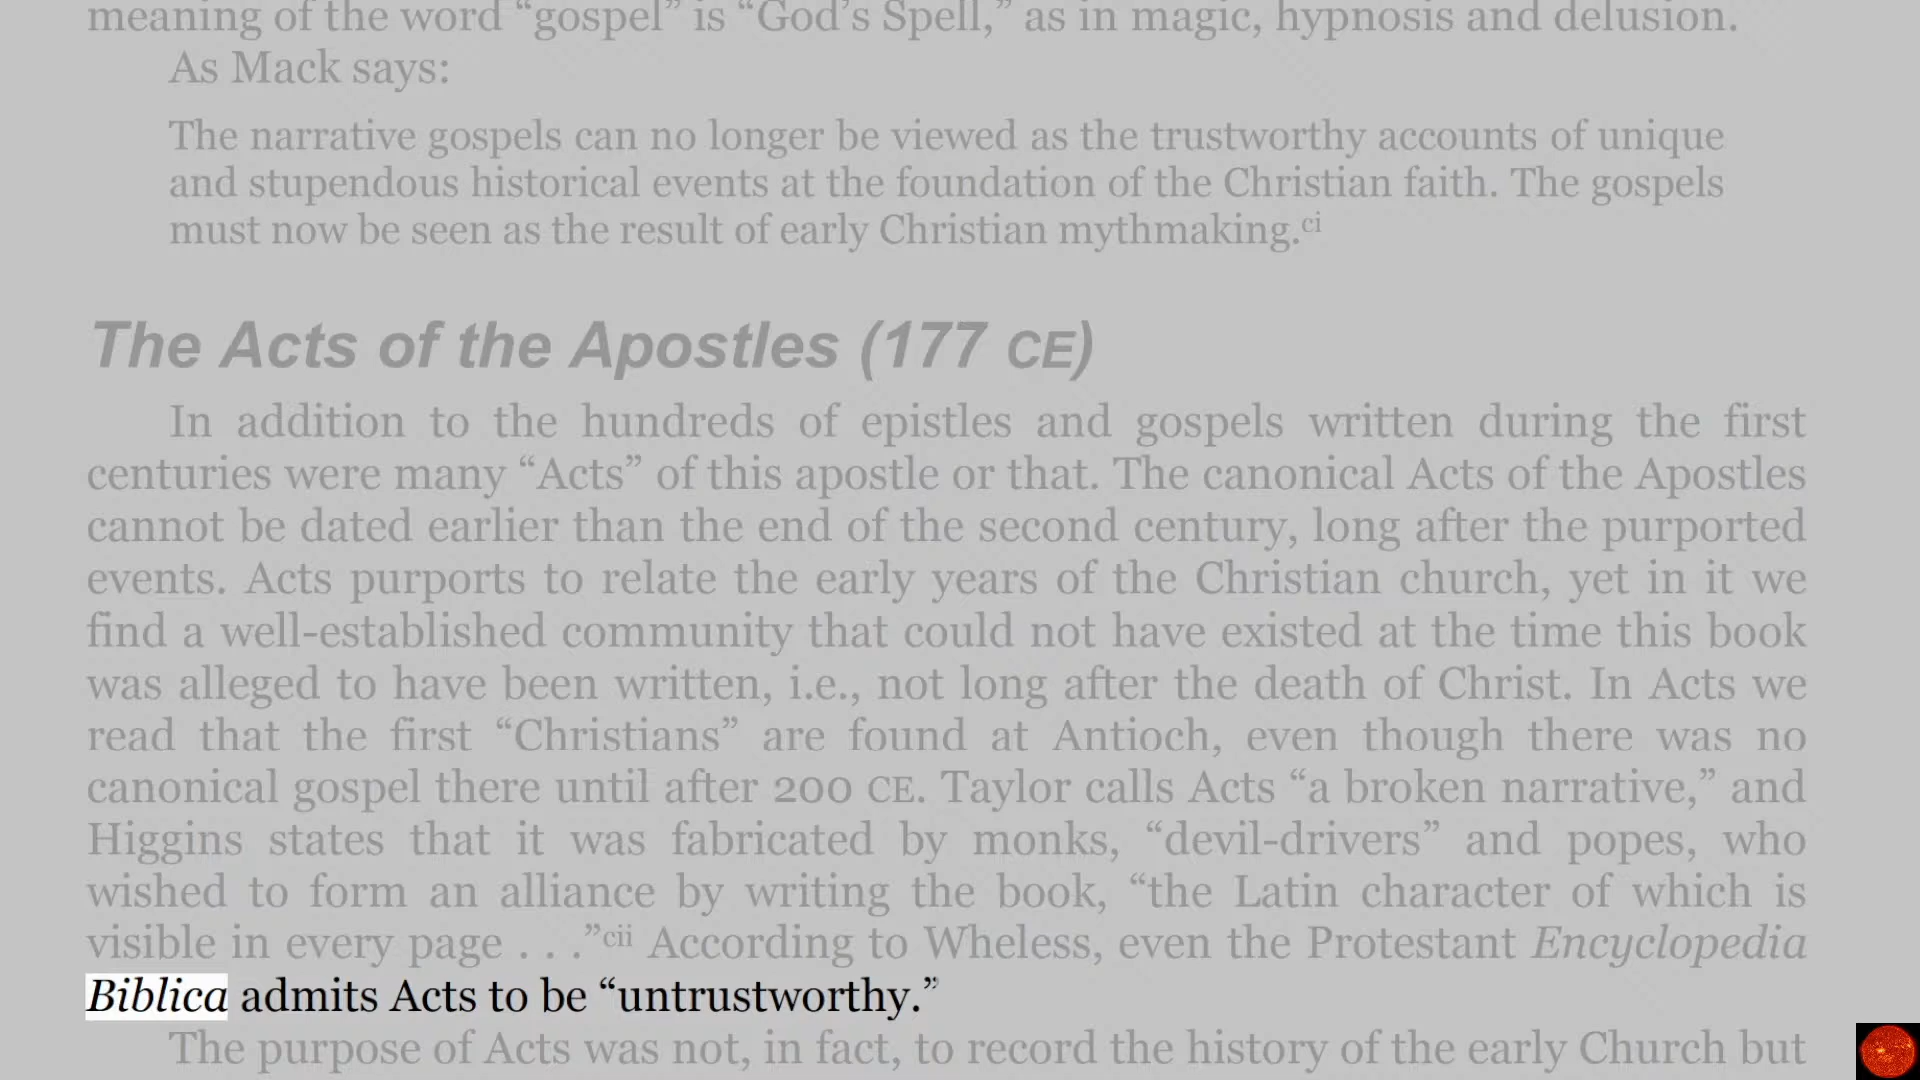 meaning of the word “gospel” is “God’s Spell,” as in magic, hypnosis and delusion.
As Mack says:
The narrative gospels can no longer be viewed as the trustworthy accounts of unique
and stupendous historical events at the foundation of the Christian faith. The gospels
must now be seen as the result of early Christian mythmaking.ci
The Acts of the Apostles (177 CE)
In addition to the hundreds of epistles and gospels written during the first
centuries were many “Acts” of this apostle or that. The canonical Acts of the Apostles
cannot be dated earlier than the end of the second century, long after the purported
events. Acts purports to relate the early years of the Christian church, yet in it we
find a well-established community that could not have existed at the time this book
was alleged to have been written, i.e., not long after the death of Christ. In Acts we
read that the first “Christians” are found at Antioch, even though there was no
canonical gospel there until after 200 CE. Taylor calls Acts “a broken narrative,” and
Higgins states that it was fabricated by monks, “devil-drivers” and popes, who
wished to form an alliance by writing the book, “the Latin character of which is
visible in every page . . .”cii According to Wheless, even the Protestant Encyclopedia
Biblica admits Acts to be “untrustworthy.”
The purpose of Acts was not, in fact, to record the history of the early Church but